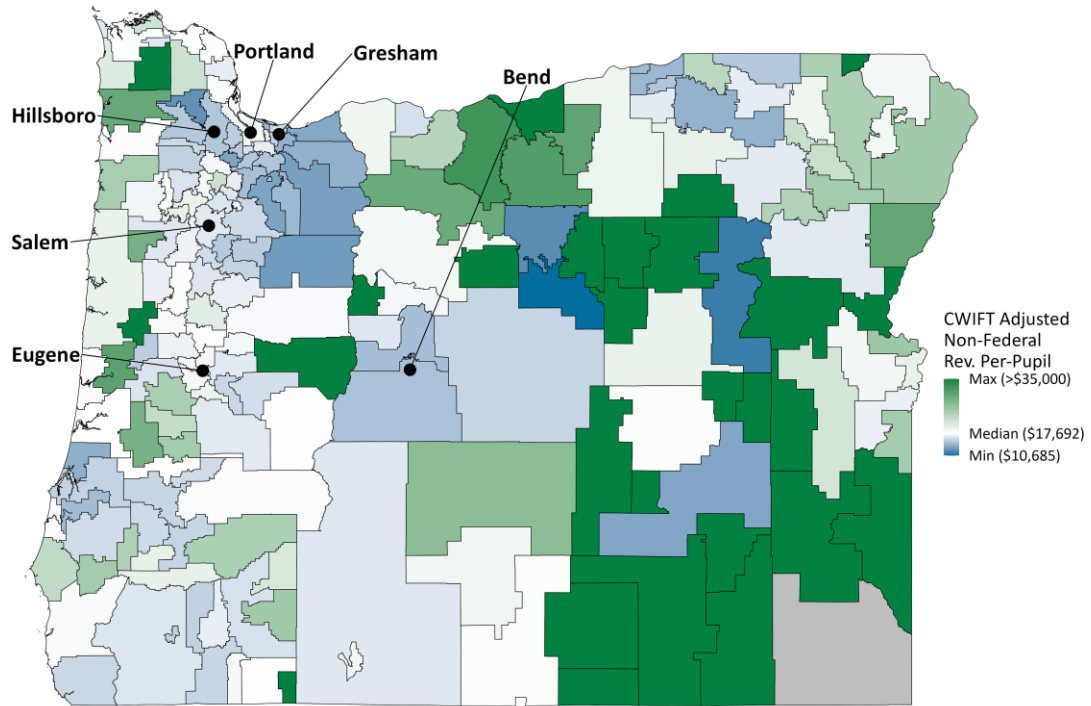 Portland
Gresham
Bend
Hillsboro
Salem
Eugene
CWIFT Adjusted
Non-Federal
Rev. Per-Pupil
Max (>$35,000)
Median ($17,692)
Min ($10,685)